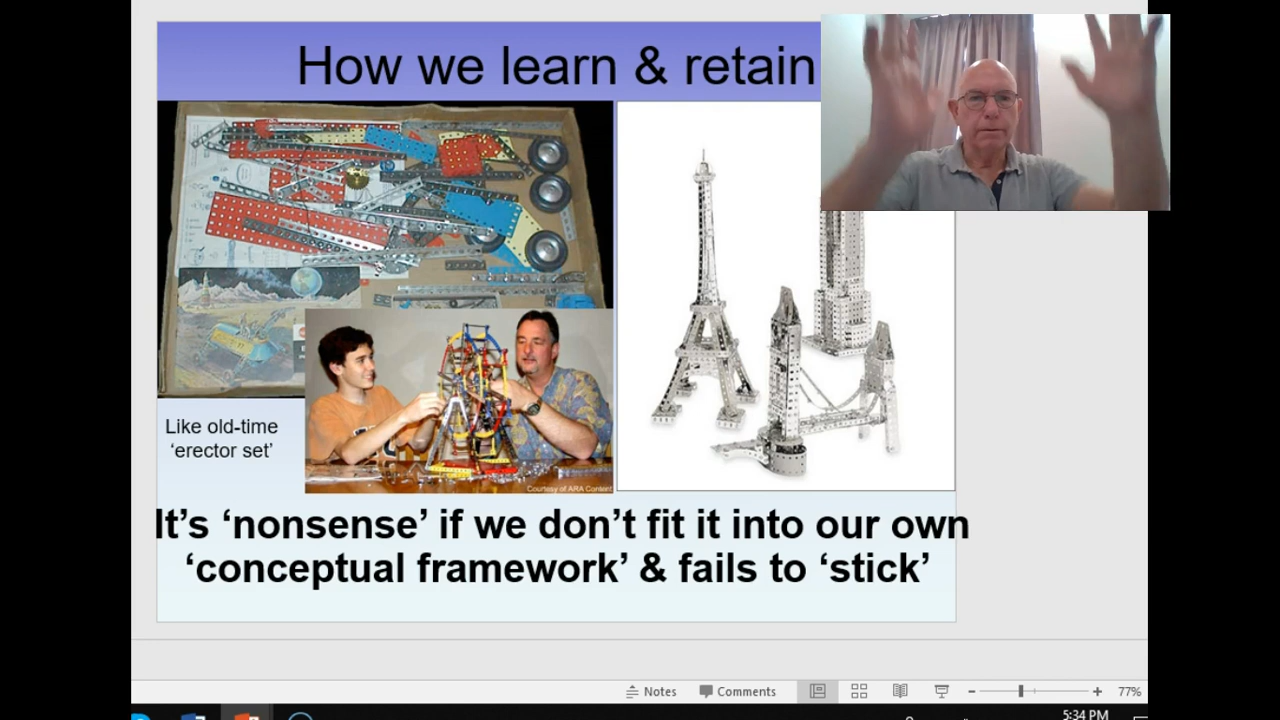 How we learn & retain
Like old-time
‘erector set’
Courtesy of ARA Content
It’s ‘nonsense’ if we don’t fit it into our own
‘conceptual framework’ & fails to ‘stick’
Notes
Comments
77%
5:34 PM